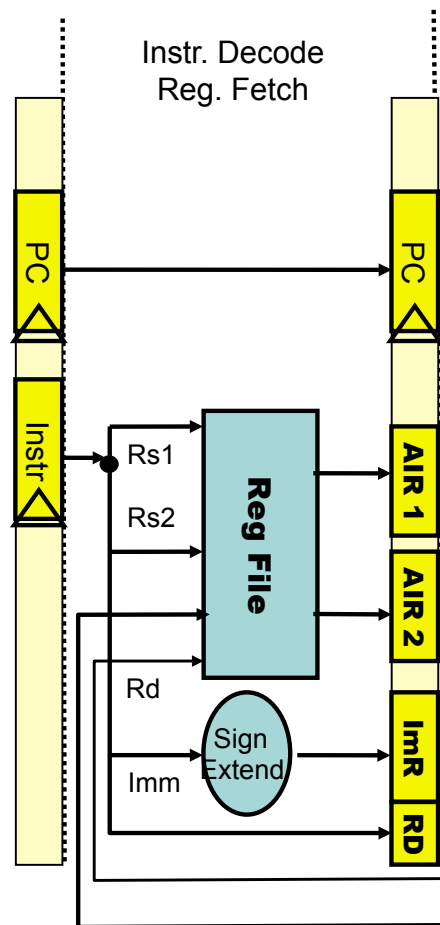 Instr. Decode
Reg. Fetch
PC
PC
Instr
Rs1
Rs2
Rd
Imm
Reg File
Sign
Extend
AIR 1
AIR 2
ImR
RD